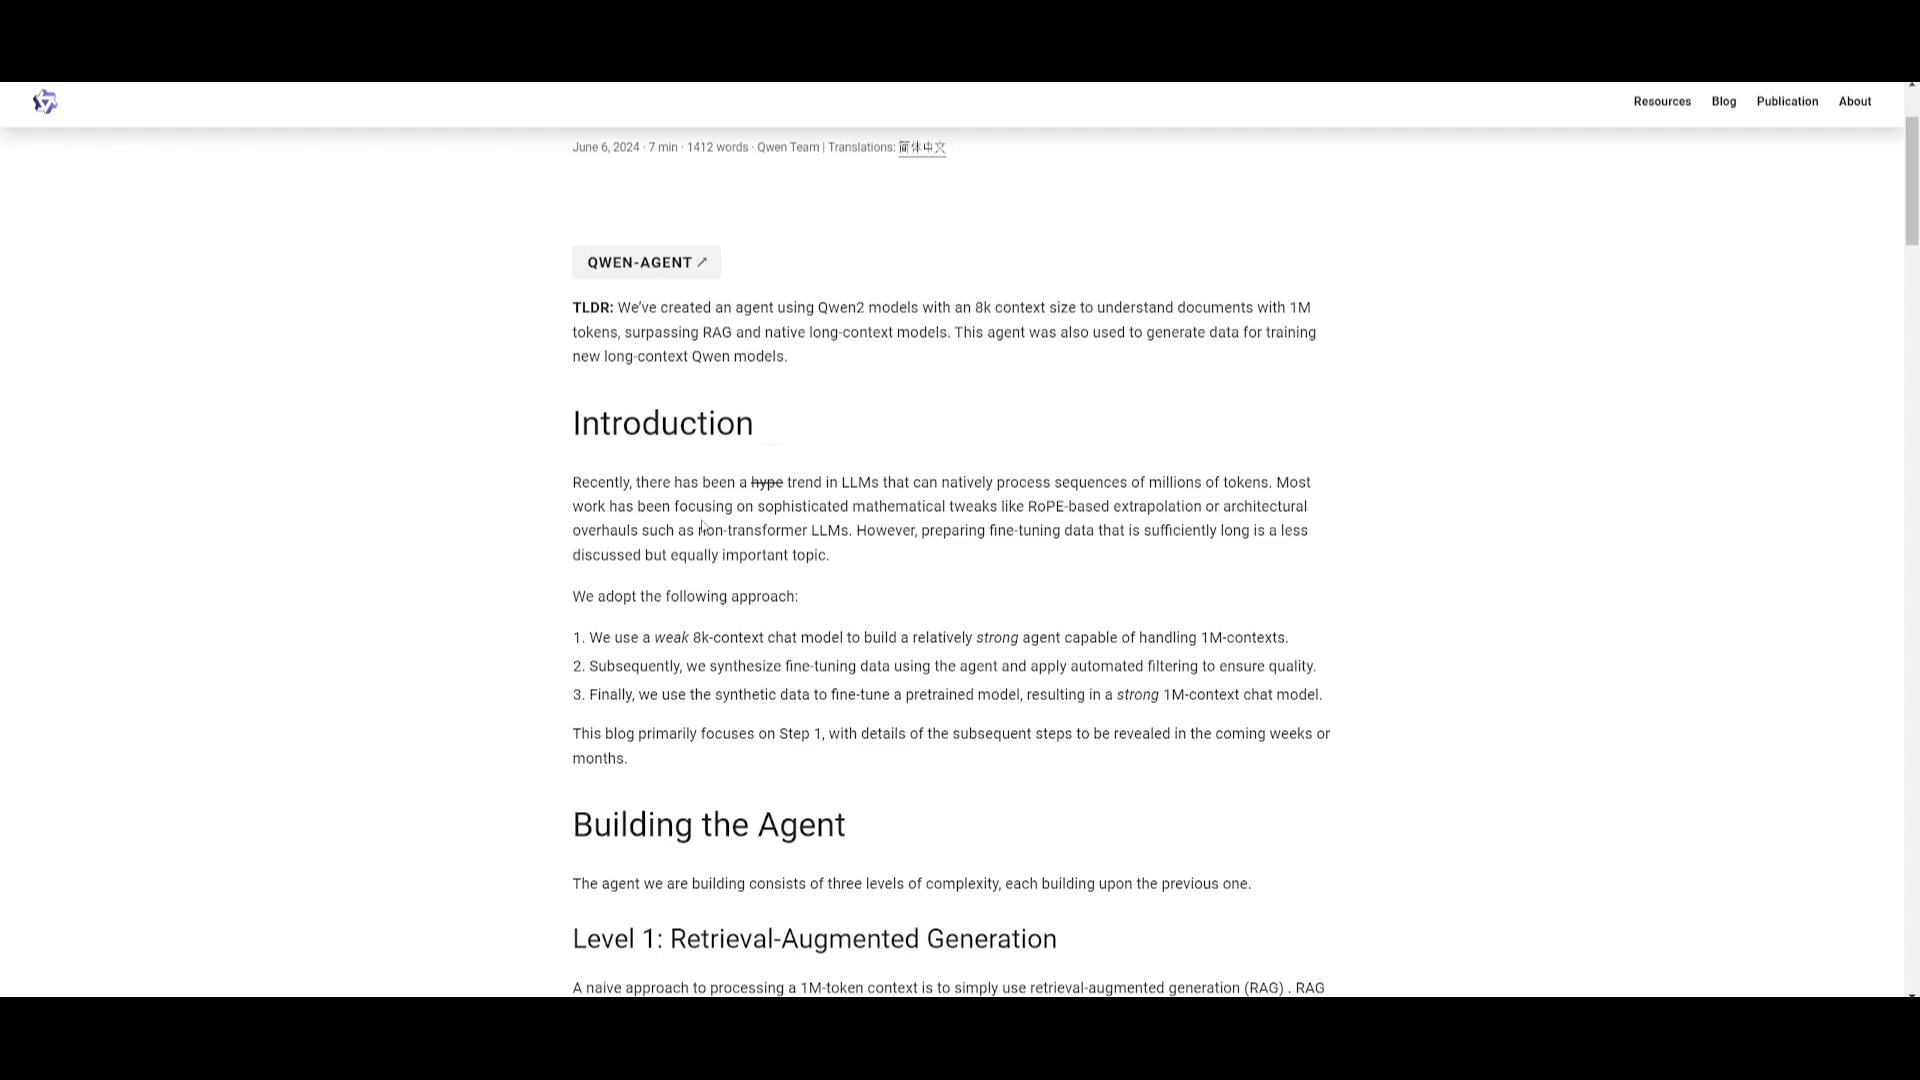 Resources Blog Publication About
June 6, 2024 · 7 min · 1412 words · Qwen Team | Translations: 简体中文
QWEN-AGENT ↗
TLDR: We’ve created an agent using Qwen2 models with an 8k context size to understand documents with 1M
tokens, surpassing RAG and native long-context models. This agent was also used to generate data for training
new long-context Qwen models.
Introduction
Recently, there has been a hype trend in LLMs that can natively process sequences of millions of tokens. Most
work has been focusing on sophisticated mathematical tweaks like RoPE-based extrapolation or architectural
overhauls such as non-transformer LLMs. However, preparing fine-tuning data that is sufficiently long is a less
discussed but equally important topic.
We adopt the following approach:
1. We use a weak 8k-context chat model to build a relatively strong agent capable of handling 1M-contexts.
2. Subsequently, we synthesize fine-tuning data using the agent and apply automated filtering to ensure quality.
3. Finally, we use the synthetic data to fine-tune a pretrained model, resulting in a strong 1M-context chat model.
This blog primarily focuses on Step 1, with details of the subsequent steps to be revealed in the coming weeks or
months.
Building the Agent
The agent we are building consists of three levels of complexity, each building upon the previous one.
Level 1: Retrieval-Augmented Generation
A naive approach to processing a 1M-token context is to simply use retrieval-augmented generation (RAG) . RAG